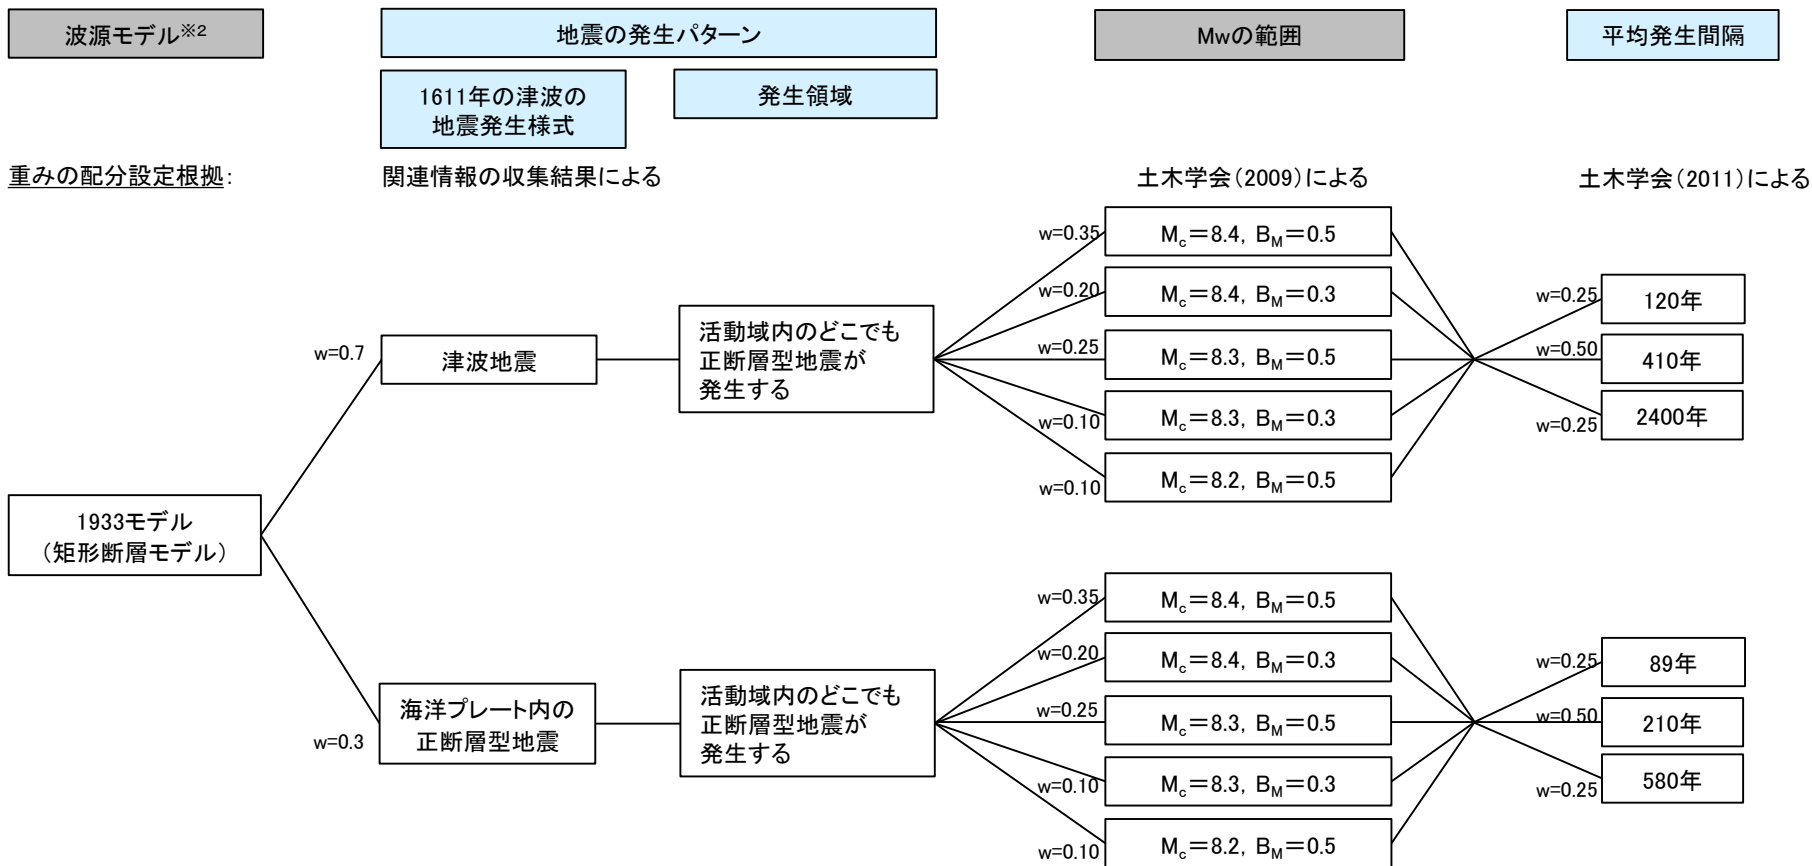 波源モデル※2
地震の発生パターン
Mwの範囲
平均発生間隔
1611年の津波の
地震発生様式
発生領域
重みの配分設定根拠:
関連情報の収集結果による
土木学会(2009)による
土木学会(2011)による
w=0.35
Mc=8.4, BM=0.5
w=0.20
Mc=8.4, BM=0.3
w=0.25
Mc=8.3, BM=0.5
w=0.10
Mc=8.3, BM=0.3
w=0.10
Mc=8.2, BM=0.5
w=0.7
津波地震
活動域内のどこでも
正断層型地震が
発生する
w=0.25
120年
w=0.50
410年
w=0.25
2400年
1933モデル
(矩形断層モデル)
w=0.3
海洋プレート内の
正断層型地震
活動域内のどこでも
正断層型地震が
発生する
w=0.35
Mc=8.4, BM=0.5
w=0.20
Mc=8.4, BM=0.3
w=0.25
Mc=8.3, BM=0.5
w=0.10
Mc=8.3, BM=0.3
w=0.10
Mc=8.2, BM=0.5
w=0.25
89年
w=0.50
210年
w=0.25
580年